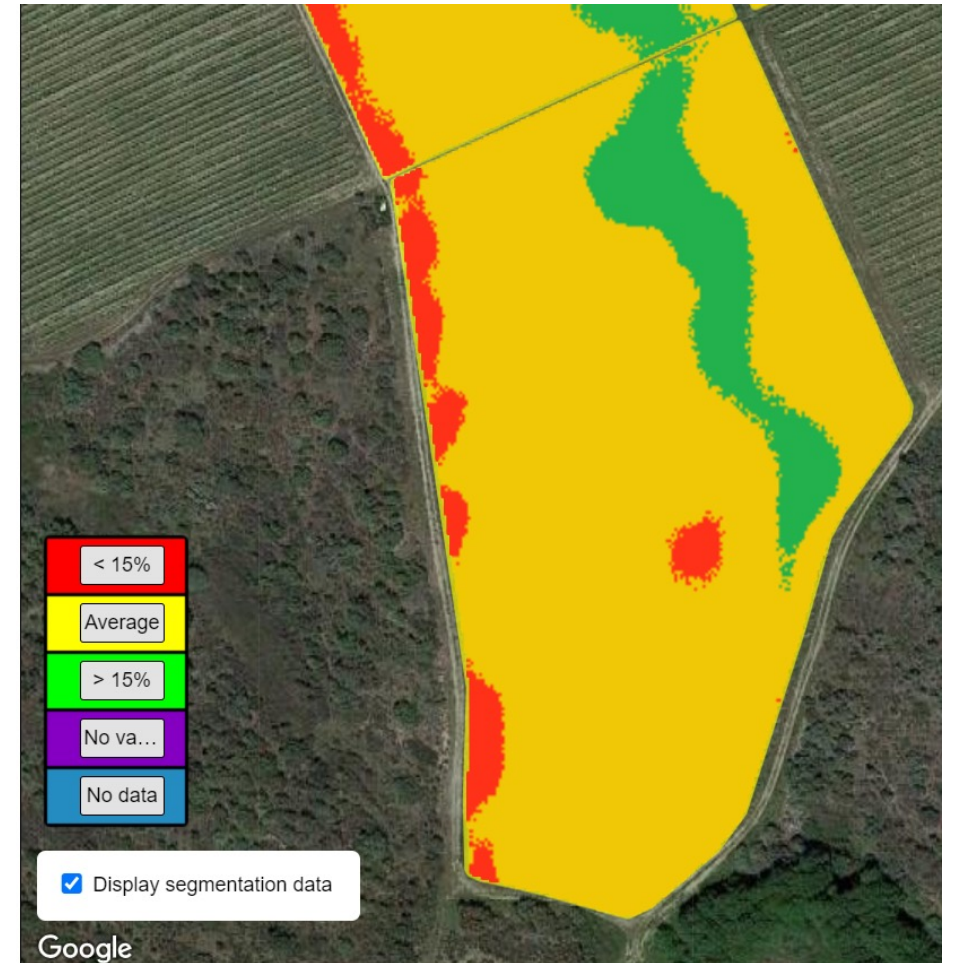 < 15%
Average
> 15%
No va...
No data
Display segmentation data
Google